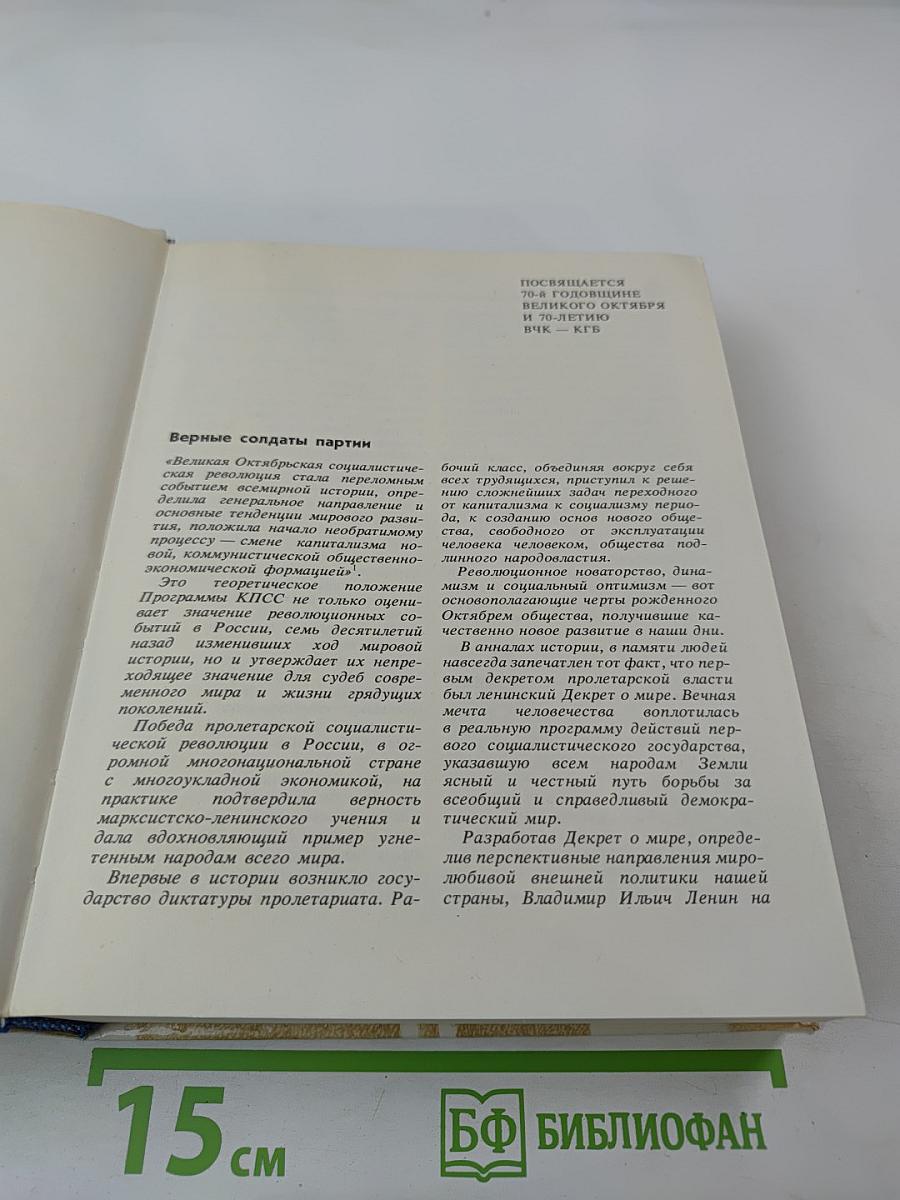 ПОСВЯЩАЕТСЯ
70-й ГОДОВЩИНЕ
ВЕЛИКОГО ОКТЯБРЯ
И 70-ЛЕТИЮ
ВЧК — КГБ
Верные солдаты партии
«Великая Октябрьская социалистиче-
ская революция стала переломным
событием всемирной истории, опре-
делила генеральное направление и
основные тенденции мирового разви-
тия, положила начало необратимому
процессу — смене капитализма но-
вой, коммунистической общественно-
экономической формацией»¹.
Это теоретическое положение
Программы КПСС не только оцени-
вает значение революционных со-
бытий в России, семь десятилетий
назад изменивших ход мировой
истории, но и утверждает их непре-
ходящее значение для судеб совре-
менного мира и жизни грядущих
поколений.
Победа пролетарской социалисти-
ческой революции в России, в ог-
ромной многонациональной стране
с многоукладной экономикой, на
практике подтвердила верность
марксистско-ленинского учения и
дала вдохновляющий пример угне-
тенным народам всего мира.
Впервые в истории возникло госу-
дарство диктатуры пролетариата. Ра-
бочий класс, объединяя вокруг себя
всех трудящихся, приступил к реше-
нию сложнейших задач переходного
от капитализма к социализму перио-
да, к созданию основ нового обще-
ства, свободного от эксплуатации
человека человеком, общества под-
линного народовластия.
Революционное новаторство, дина-
мизм и социальный оптимизм — вот
основополагающие черты рожденного
Октябрем общества, получившие ка-
чественно новое развитие в наши дни.
В анналах истории, в памяти людей
навсегда запечатлен тот факт, что пер-
вым декретом пролетарской власти
был ленинский Декрет о мире. Вечная
мечта человечества воплотилась
в реальную программу действий пер-
вого социалистического государства,
указавшую всем народам Земли
ясный и честный путь борьбы за
всеобщий и справедливый демокра-
тический мир.
Разработав Декрет о мире, опреде-
лив перспективные направления миро-
любивой внешней политики нашей
страны, Владимир Ильич Ленин на
15 см
БФ БИБЛИОФАН